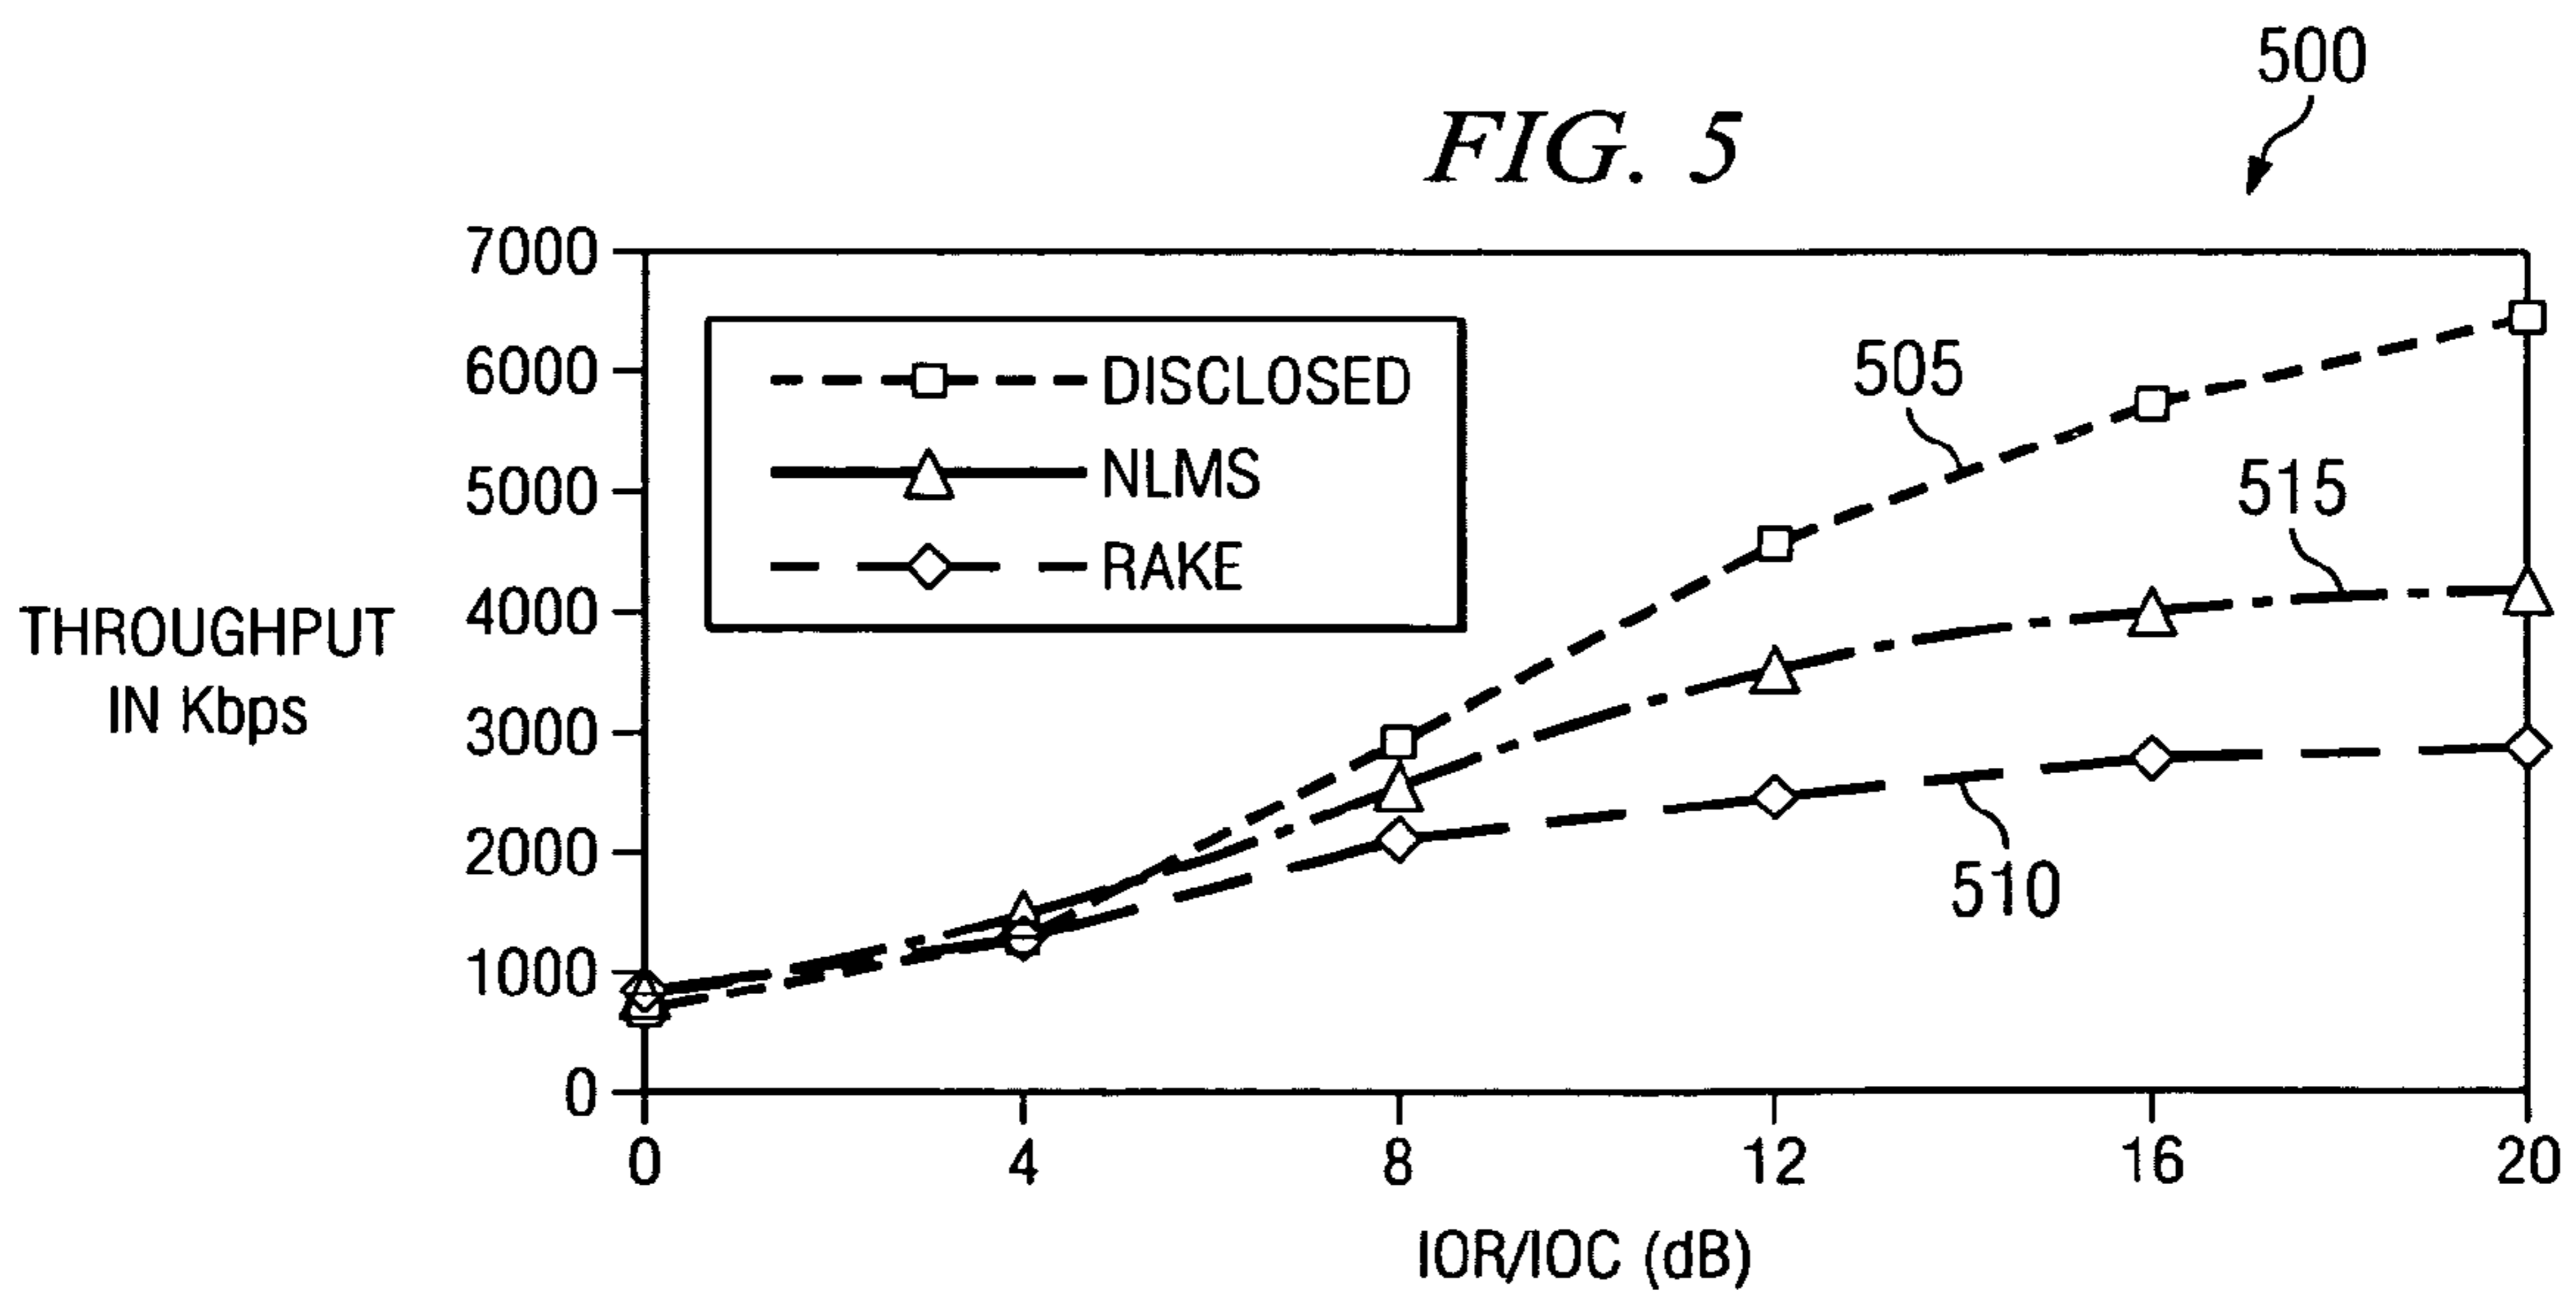 500
FIG. 5
7000
6000
5000
4000
3000
2000
1000
0
THROUGHPUT
IN Kbps
DISCLOSED
NLMS
RAKE
505
515
510
0
4
8
12
16
20
IOR/IOC (dB)